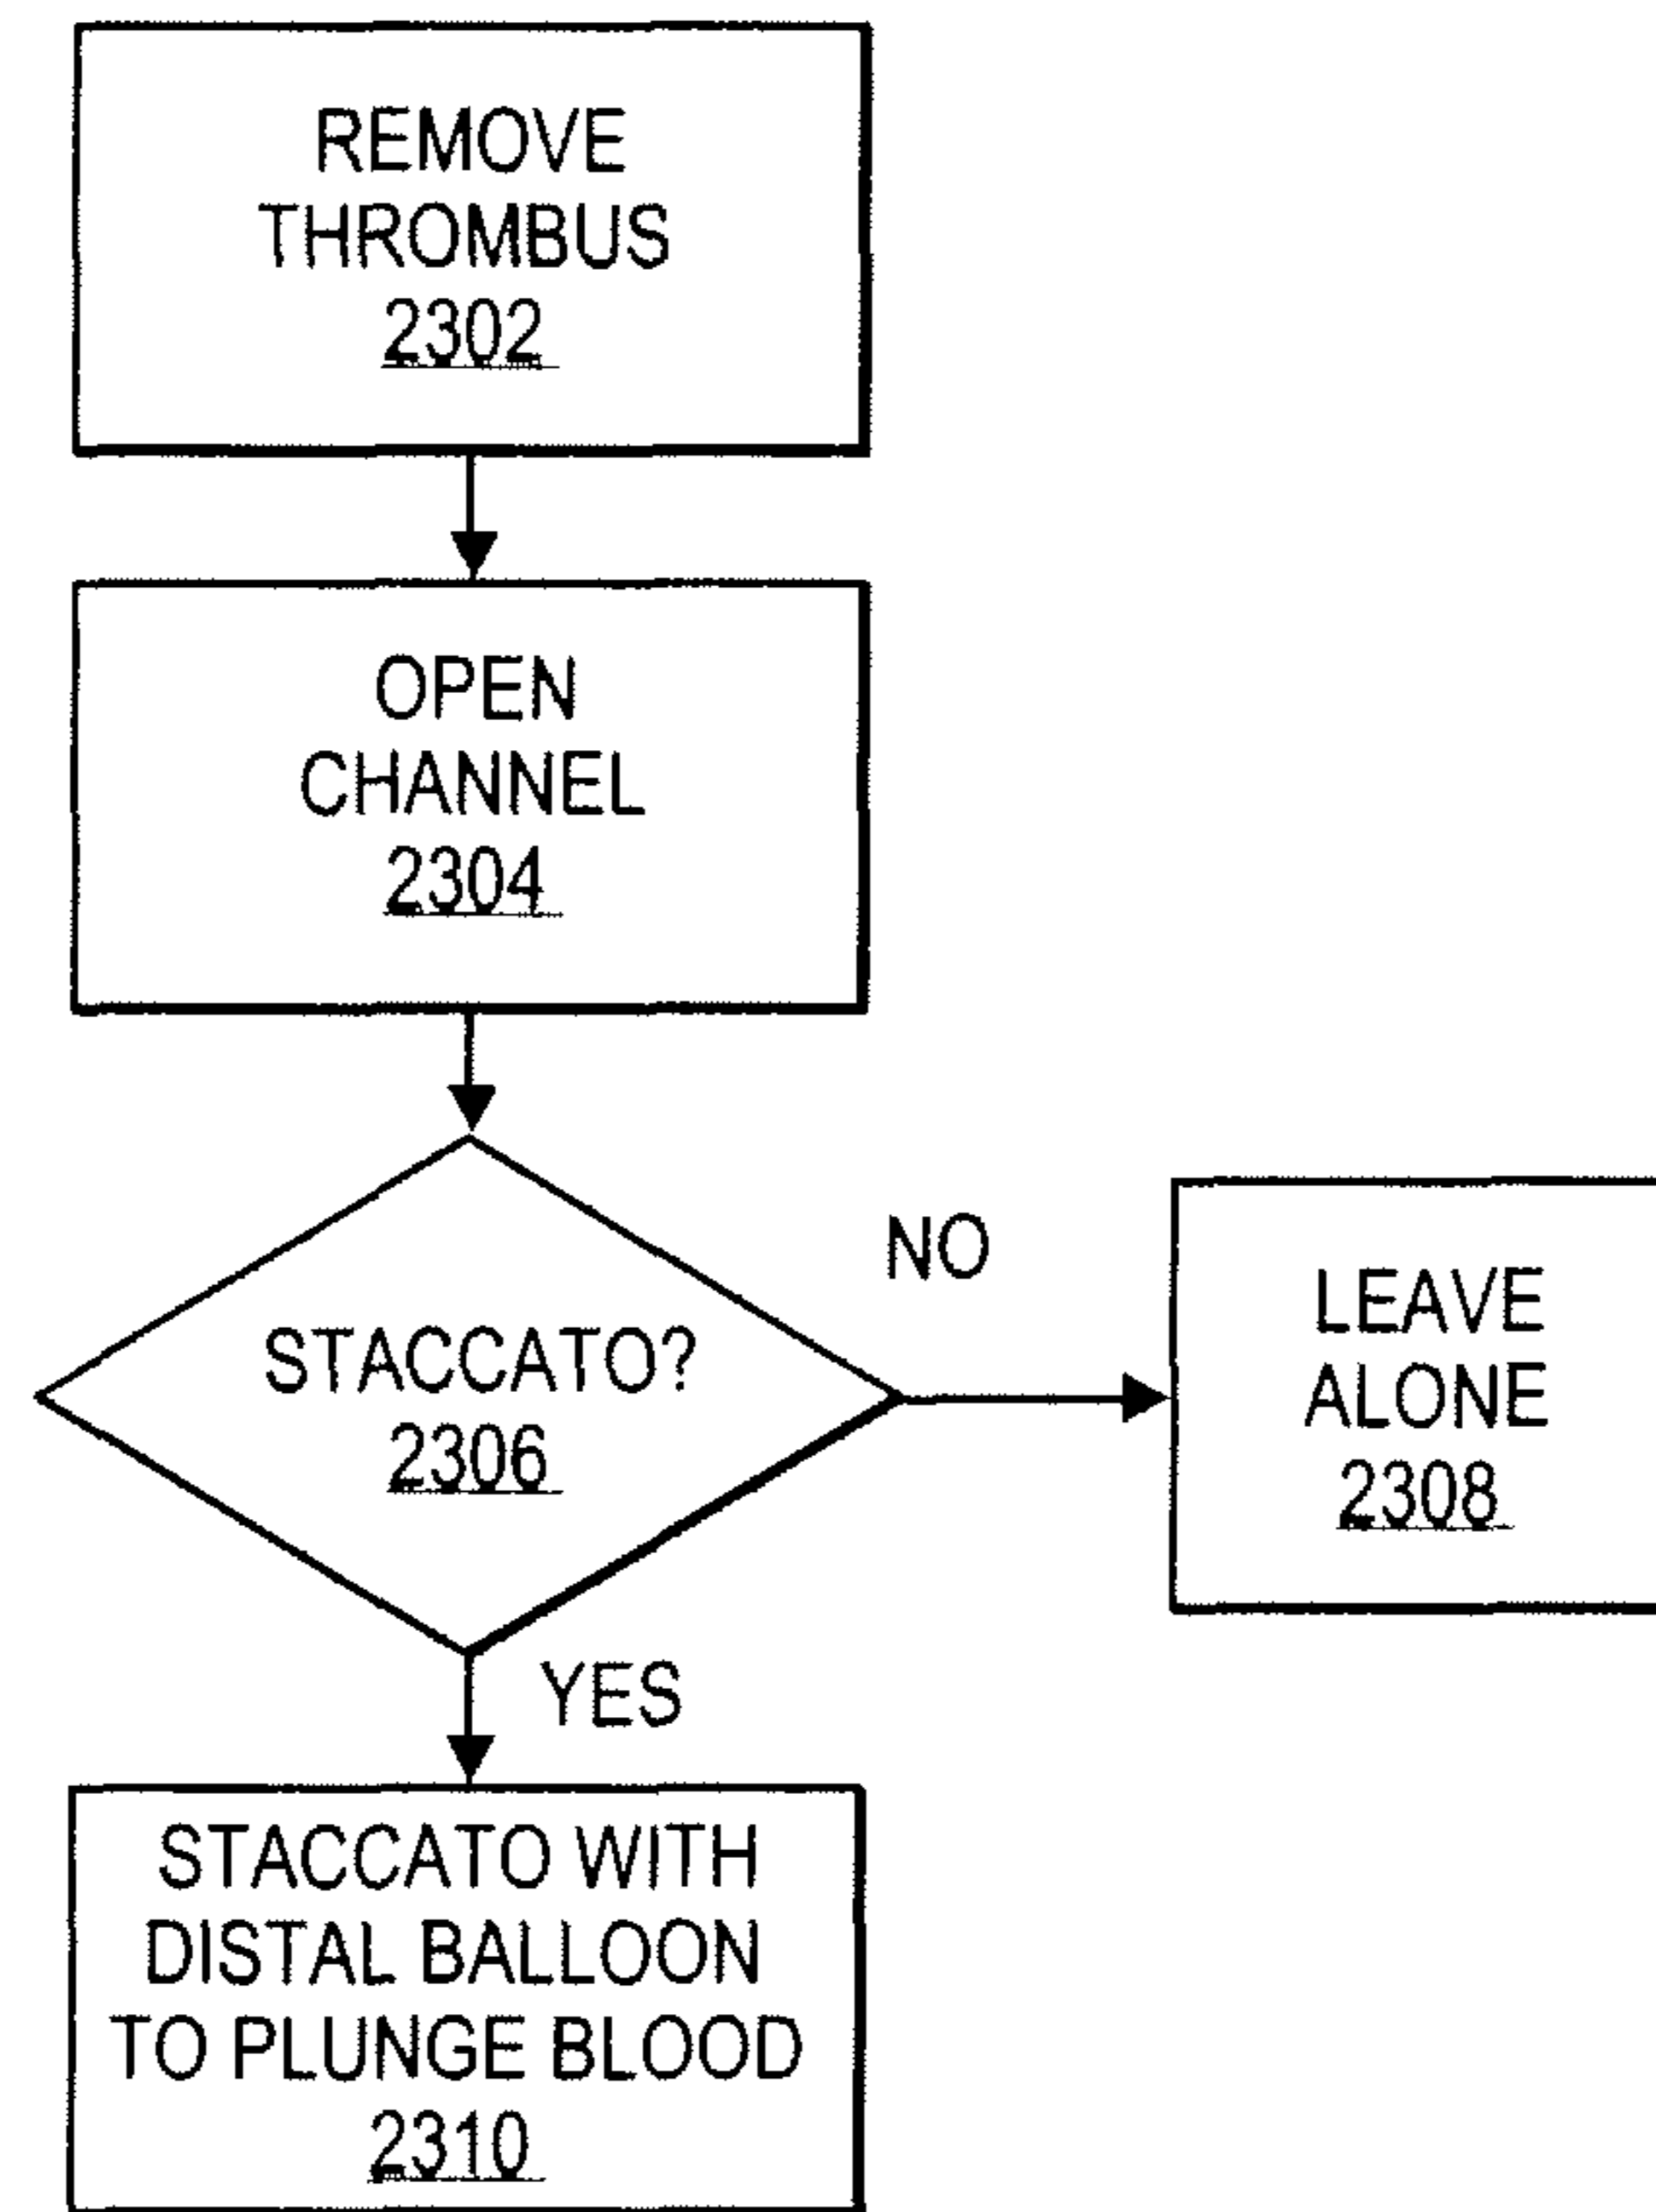 REMOVE
THROMBUS
2302
OPEN
CHANNEL
2304
STACCATO?
2306
NO
LEAVE
ALONE
2308
YES
STACCATO WITH
DISTAL BALLOON
TO PLUNGE BLOOD
2310